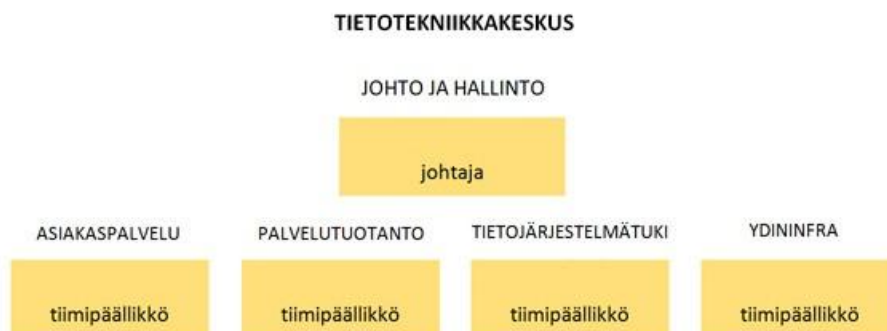 TIETOTEKNIIKKAKESKUS
JOHTO JA HALLINTO
johtaja
ASIAKASPALVELU
PALVELUTUOTANTO
TIETOJÄRJESTELMÄTUKI
YDININFRA
tiimipäällikkö
tiimipäällikkö
tiimipäällikkö
tiimipäällikkö